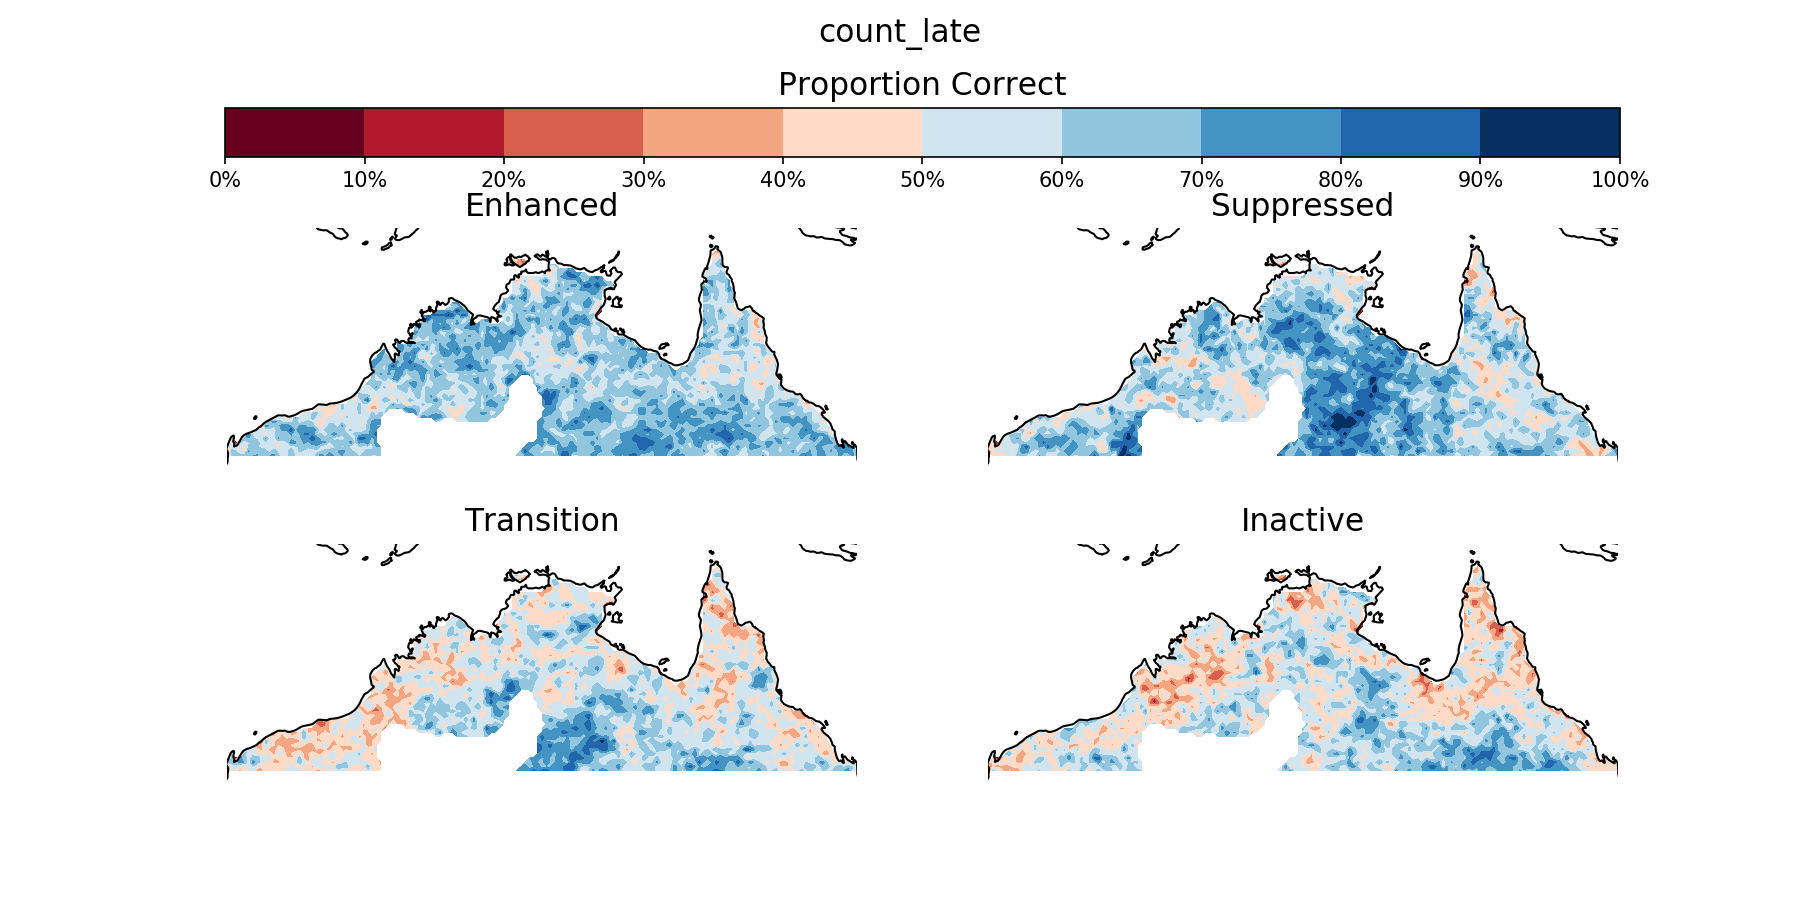 count_late
Proportion Correct
0% 10% 20% 30% 40% 50% 60% 70% 80% 90% 100%
Enhanced Suppressed
Transition Inactive